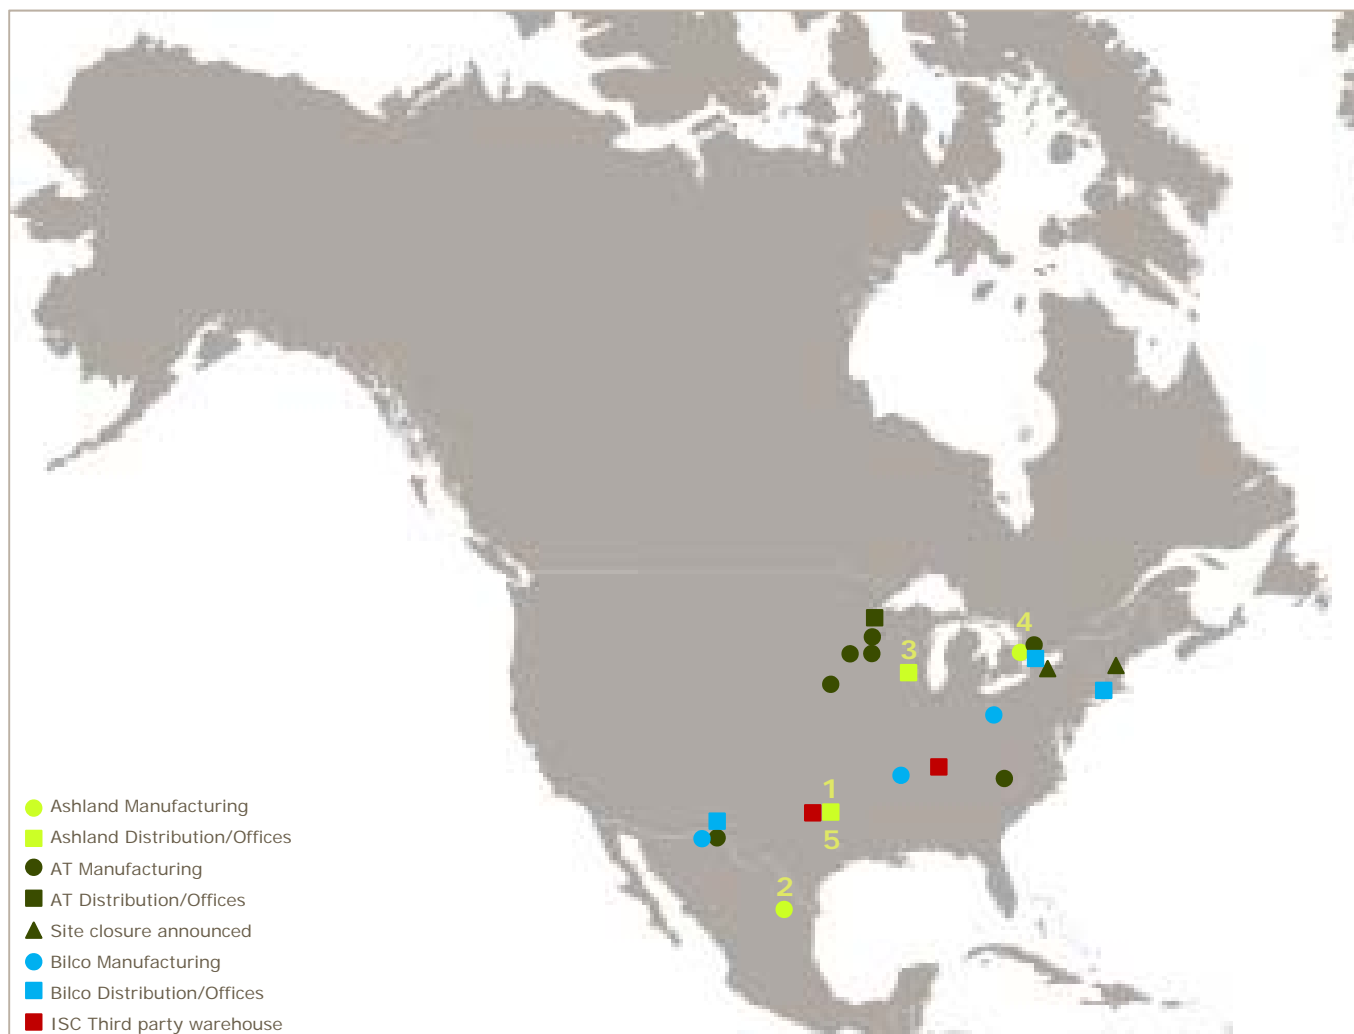 4
3
1
5
2
Ashland Manufacturing
Ashland Distribution/Offices
AT Manufacturing
AT Distribution/Offices
Site closure announced
Bilco Manufacturing
Bilco Distribution/Offices
ISC Third party warehouse